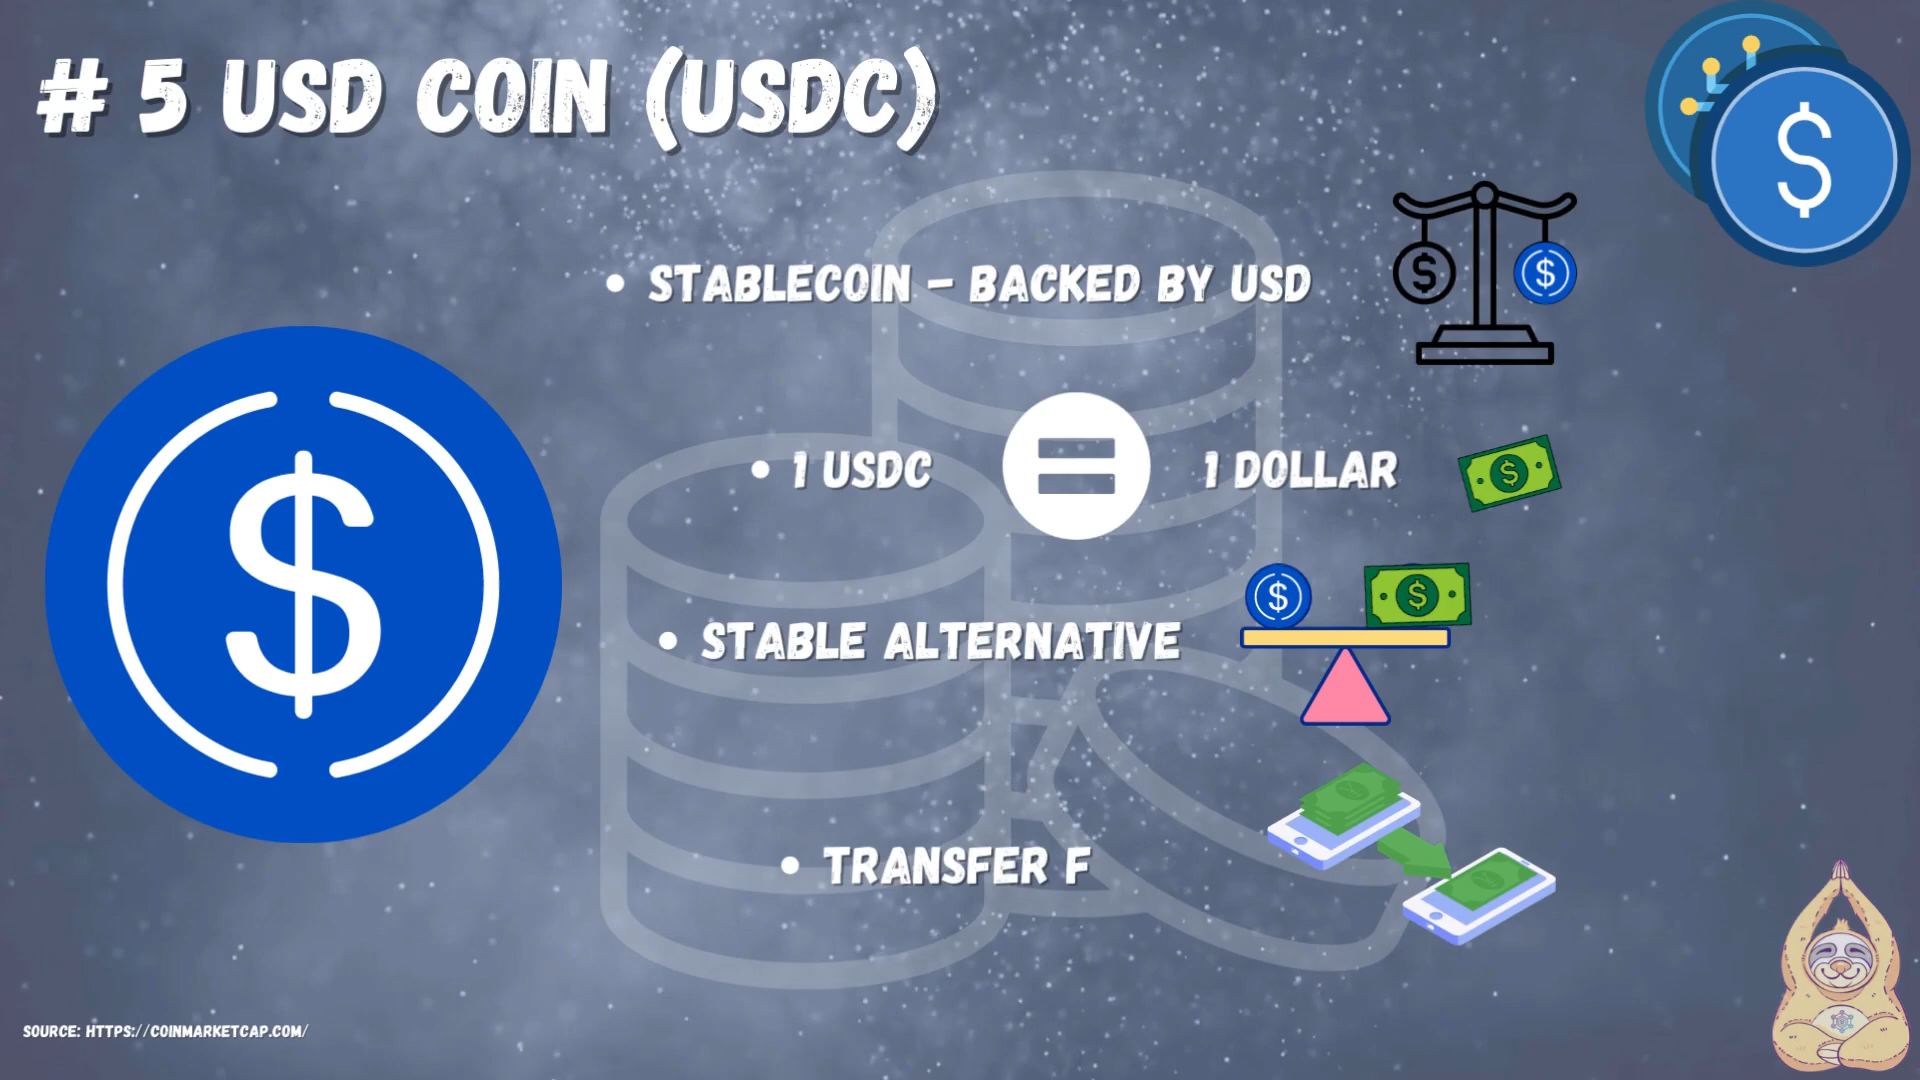 # 5 USD COIN (USDC)
• STABLECOIN – BACKED BY USD
• 1 USDC = 1 DOLLAR
• STABLE ALTERNATIVE
• TRANSFER F
SOURCE: HTTPS://COINMARKETCAP.COM/